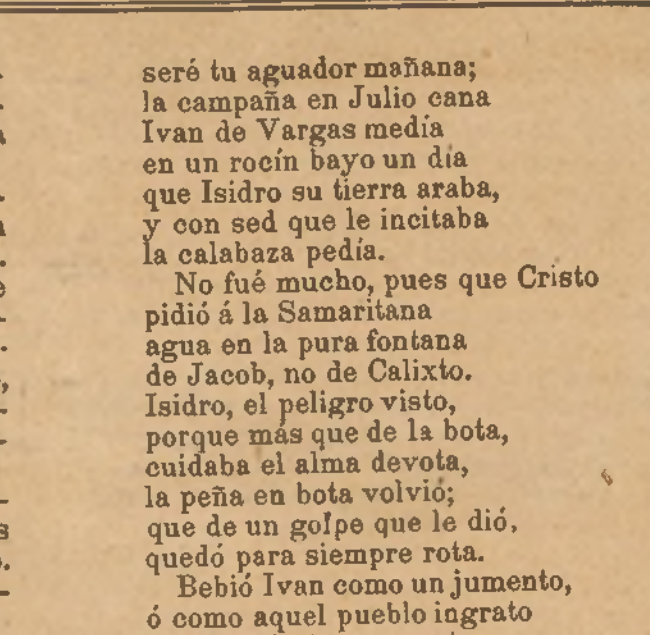 seré tu aguador mañana;
la campaña en Julio cana
Ivan de Vargas medía
en un rocín bayo un dia
que Isidro su tierra araba,
y con sed que le incitaba
la calabaza pedía.
No fué mucho, pues que Cristo
pidió á la Samaritana
agua en la pura fontana
de Jacob, no de Calixto.
Isidro, el peligro visto,
porque más que de la bota,
cuidaba el alma devota,
la peña en bota volvió;
que de un golpe que le dió,
quedó para siempre rota.
Bebió Ivan como un jumento,
ó como aquel pueblo ingrato